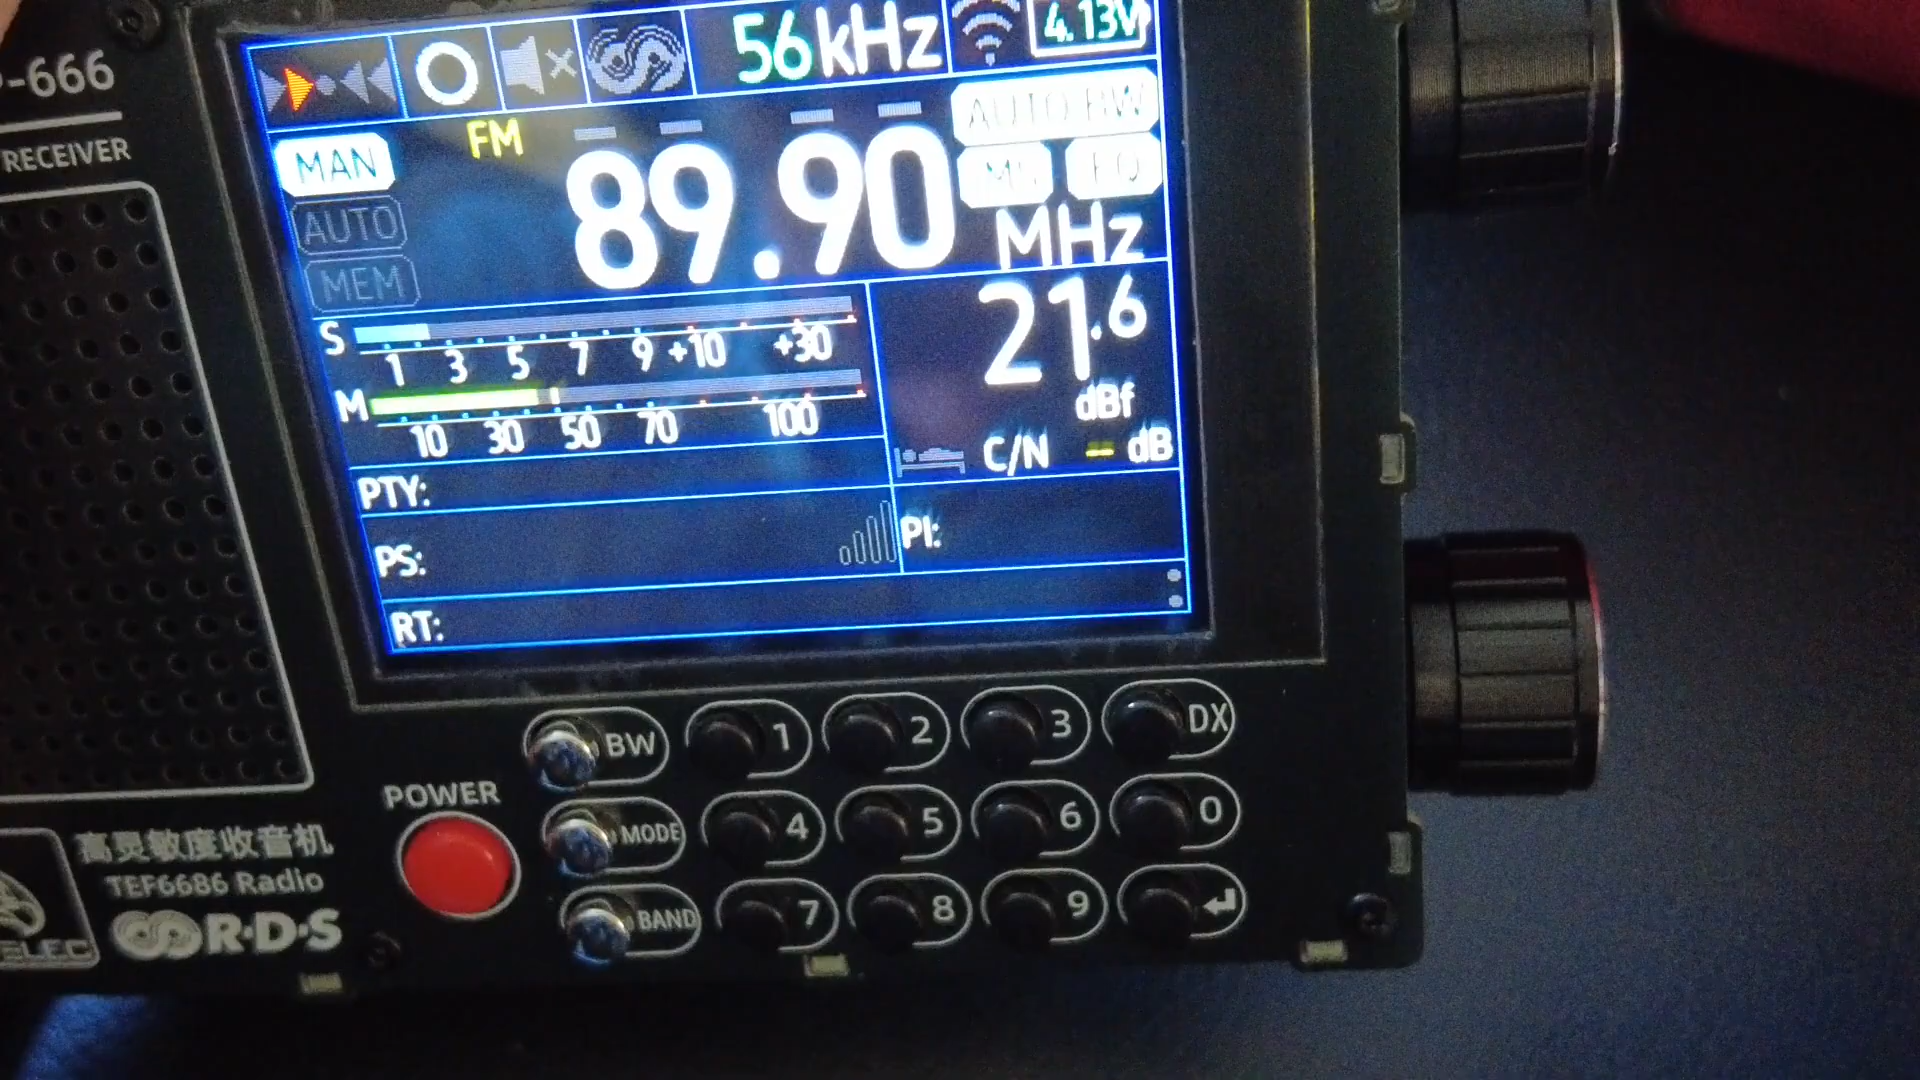 -666
RECEIVER
56kHz
4.13V
FM
AUTO BW
MAN
89.90
EQ
AUTO
MHz
MEM
21.6
S
1 3 5 7 9 +10 +30
dBf
M
10 30 50 70 100
C/N -- dB
PTY:
PS:
PI:
RT:
BW 1 2 3 DX
POWER
MODE 4 5 6 0
高灵敏度收音机
TEF6686 Radio
BAND 7 8 9
R·D·S
ELEC